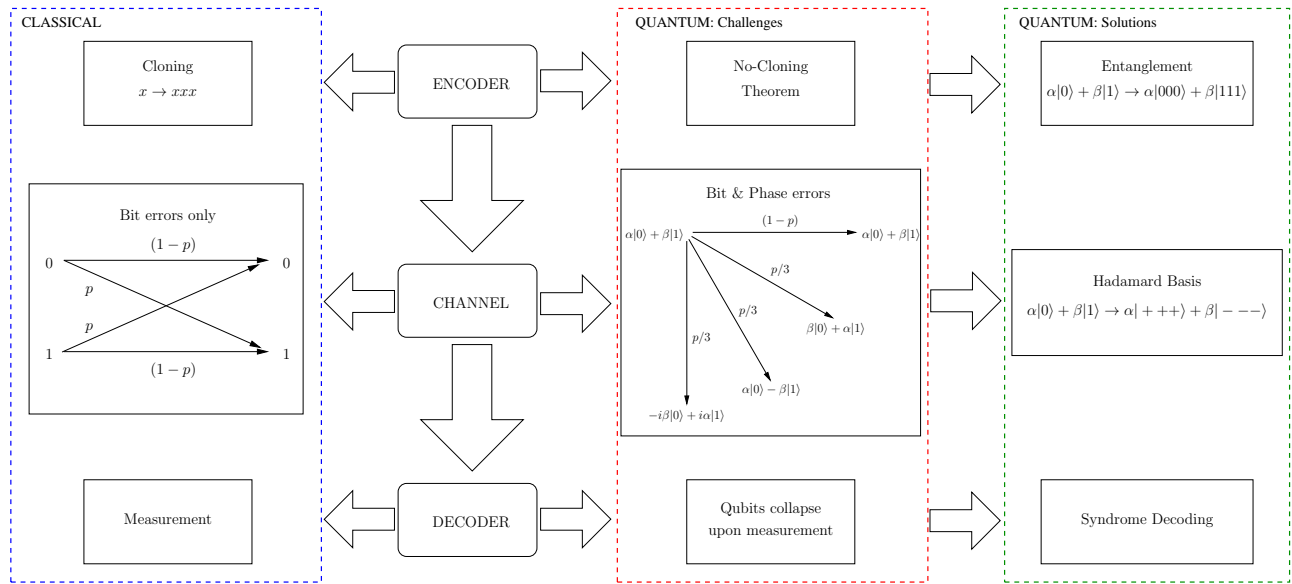 CLASSICAL
Cloning
x → xxx
Bit errors only
(1 − p)
0
0
p
p
1
1
(1 − p)
Measurement
ENCODER
CHANNEL
DECODER
QUANTUM: Challenges
No-Cloning
Theorem
Bit & Phase errors
(1 − p)
α|0⟩ + β|1⟩
α|0⟩ + β|1⟩
p/3
p/3
p/3
β|0⟩ + α|1⟩
α|0⟩ − β|1⟩
−iβ|0⟩ + iα|1⟩
Qubits collapse
upon measurement
QUANTUM: Solutions
Entanglement
α|0⟩ + β|1⟩ → α|000⟩ + β|111⟩
Hadamard Basis
α|0⟩ + β|1⟩ → α| + ++⟩ + β| − −−⟩
Syndrome Decoding